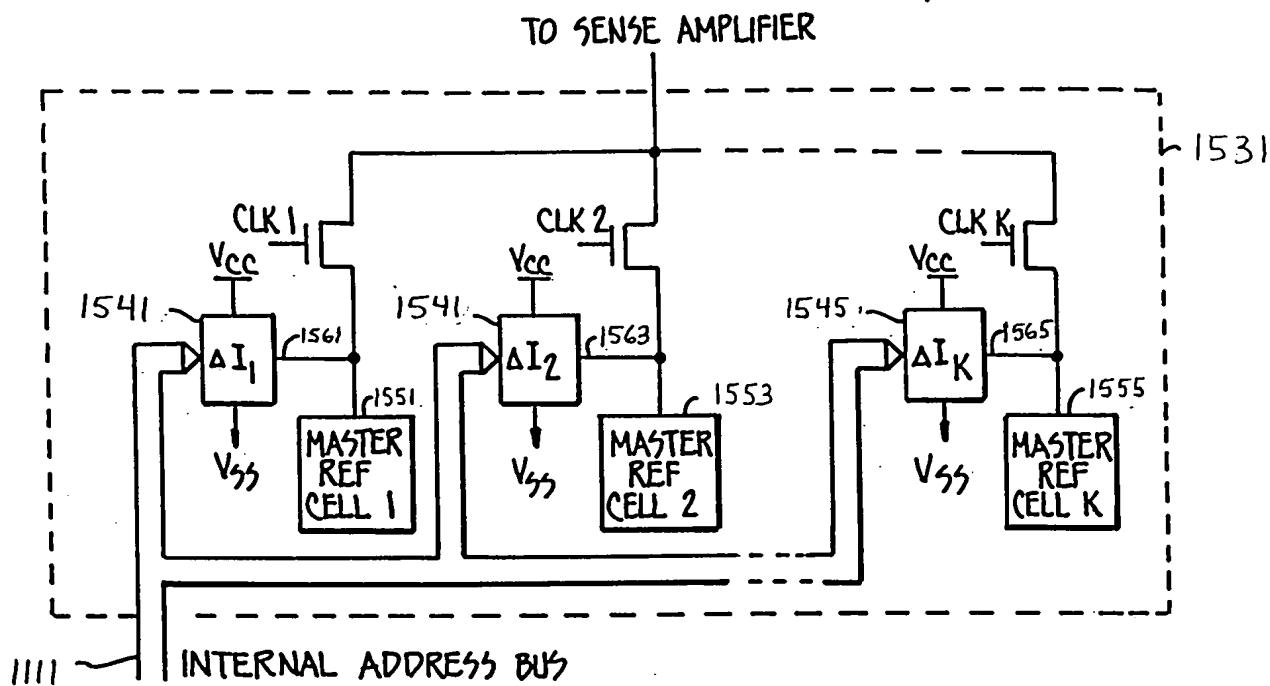 TO SENSE AMPLIFIER
1531
CLK 1
CLK 2
CLK K
VCC
VCC
VCC
1541
1541
1545
ΔI1
1561
ΔI2
1563
ΔIK
1565
1551
1553
1555
VSS
VSS
VSS
MASTER
REF
CELL 1
MASTER
REF
CELL 2
MASTER
REF
CELL K
1111
INTERNAL ADDRESS BUS